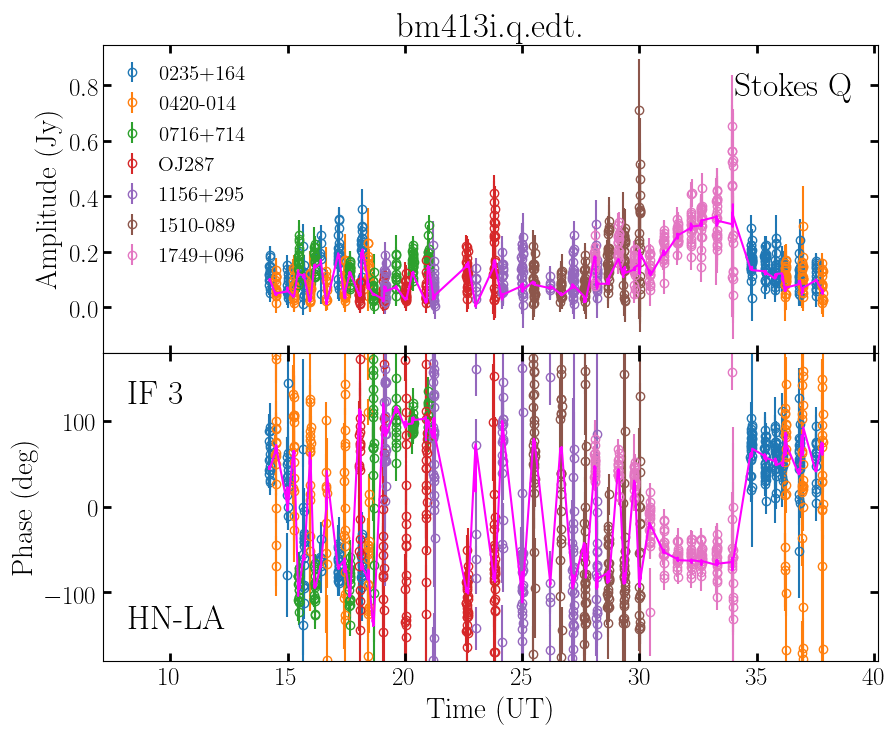 bm413i.q.edt.
Stokes Q
0235+164
0420-014
0716+714
OJ287
1156+295
1510-089
1749+096
Amplitude (Jy)
0.8
0.6
0.4
0.2
0.0
IF 3
HN-LA
Phase (deg)
100
0
−100
10 15 20 25 30 35 40
Time (UT)